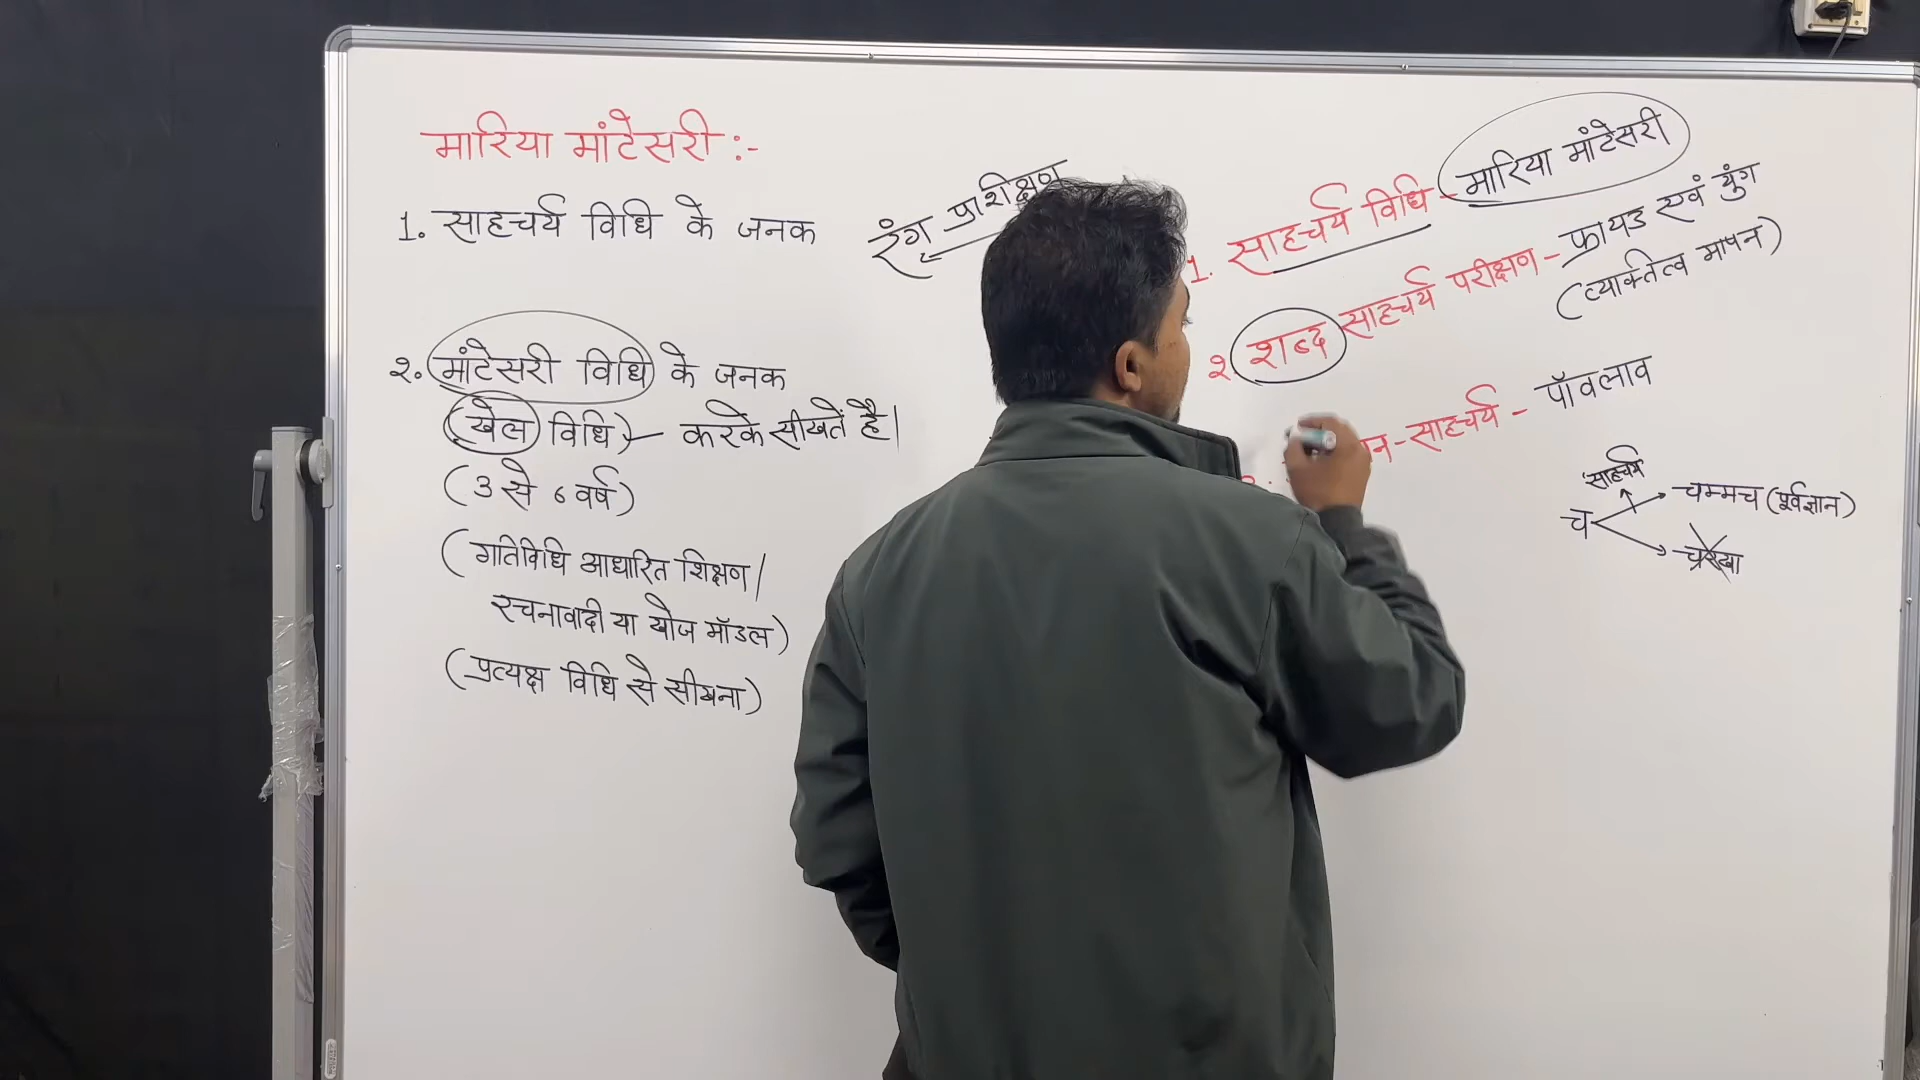 मारिया मांटेसरी :-
1. साहचर्य विधि के जनक
रंग प्रशिक्षण
२. मांटेसरी विधि के जनक
(खेल विधि) - करके सीखतें है।
(3 से 6 वर्ष)
(गतिविधि आधारित शिक्षण/
रचनावादी या खोज मॉडल)
(प्रत्यक्ष विधि से सीखना)
1. साहचर्य विधि - मारिया मांटेसरी
२. शब्द साहचर्य परीक्षण - फ्रायड एवं युंग
(व्यक्तित्व मापन)
न-साहचर्य - पॉवलाव
साहचर्य
च
चम्मच (पूर्वज्ञान)